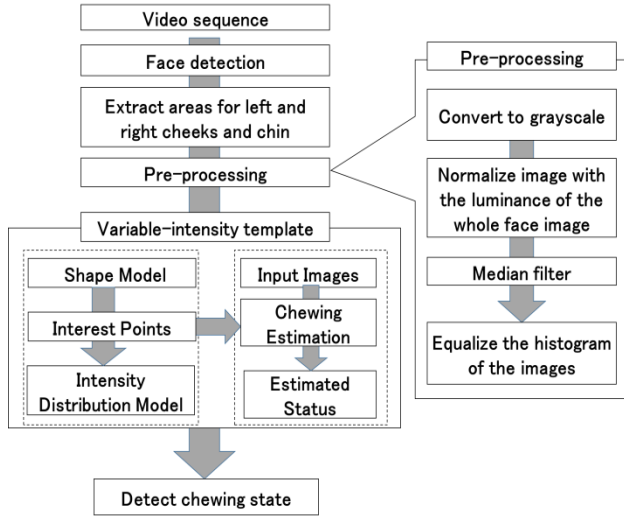 Video sequence
Face detection
Extract areas for left and
right cheeks and chin
Pre-processing
Variable-intensity template
Shape Model
Interest Points
Intensity
Distribution Model
Input Images
Chewing
Estimation
Estimated
Status
Detect chewing state
Pre-processing
Convert to grayscale
Normalize image with
the luminance of the
whole face image
Median filter
Equalize the histogram
of the images